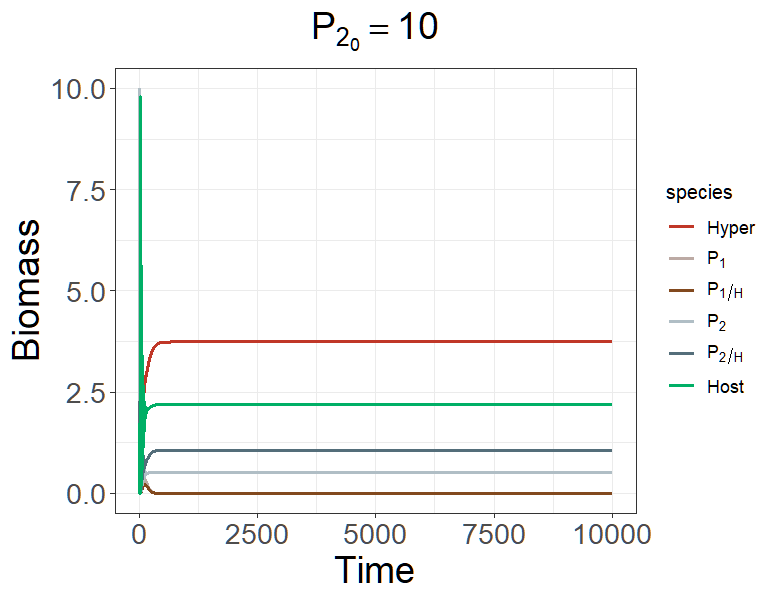 P₂₀ = 10
Biomass
10.0
7.5
5.0
2.5
0.0
0 2500 5000 7500 10000
Time
species
Hyper
P₁
P₁/H
P₂
P₂/H
Host